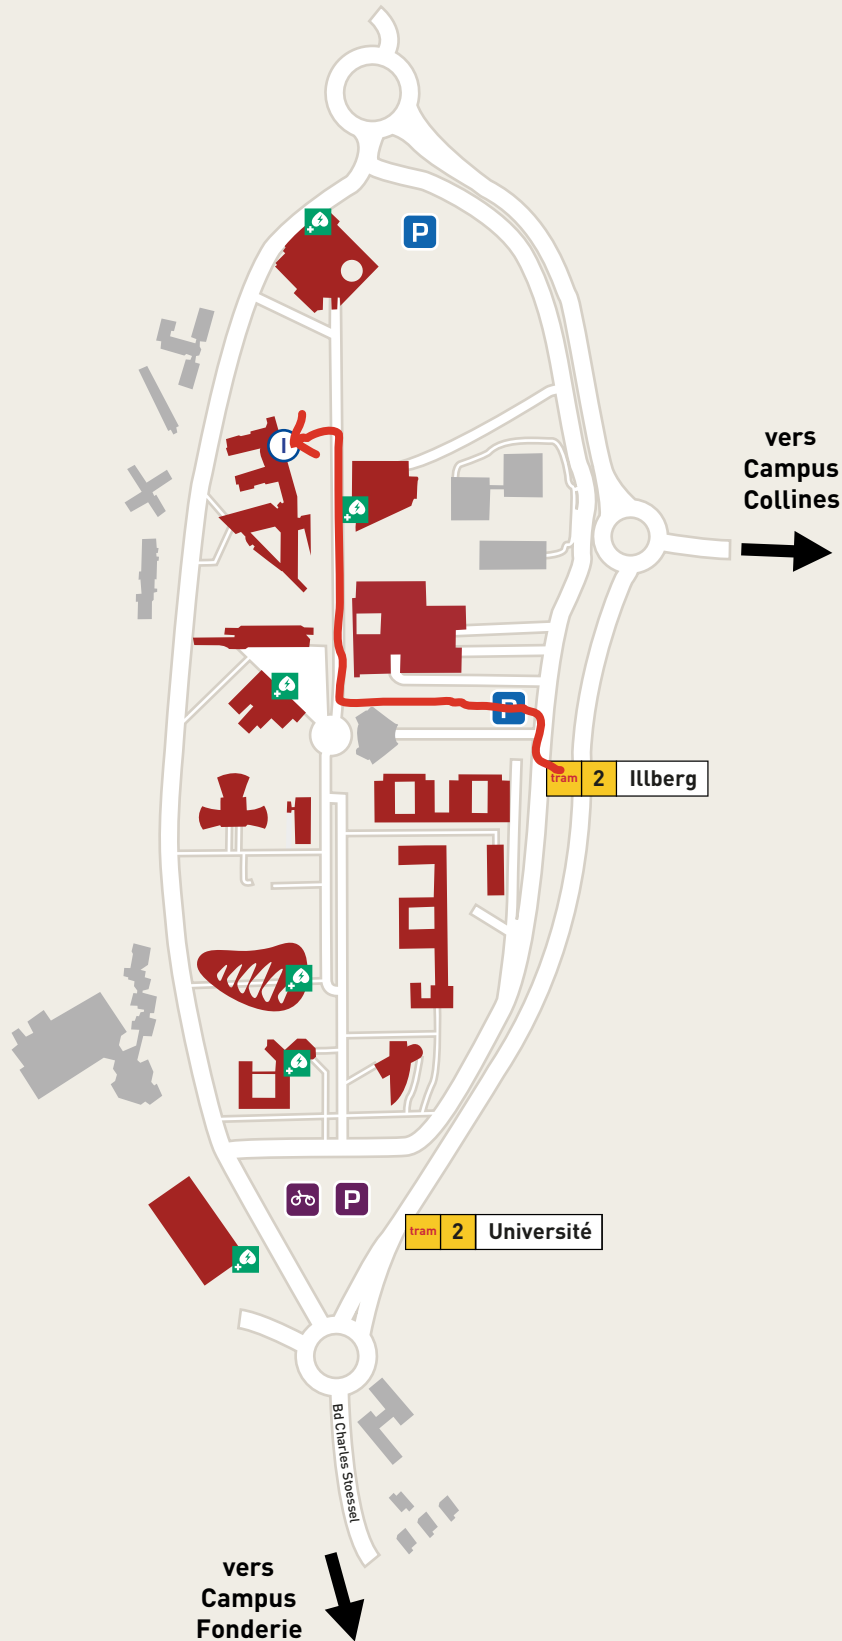 P
vers
Campus
Collines
I
P
tram 2 Illberg
P
tram 2 Université
Bd Charles Stoessel
vers
Campus
Fonderie